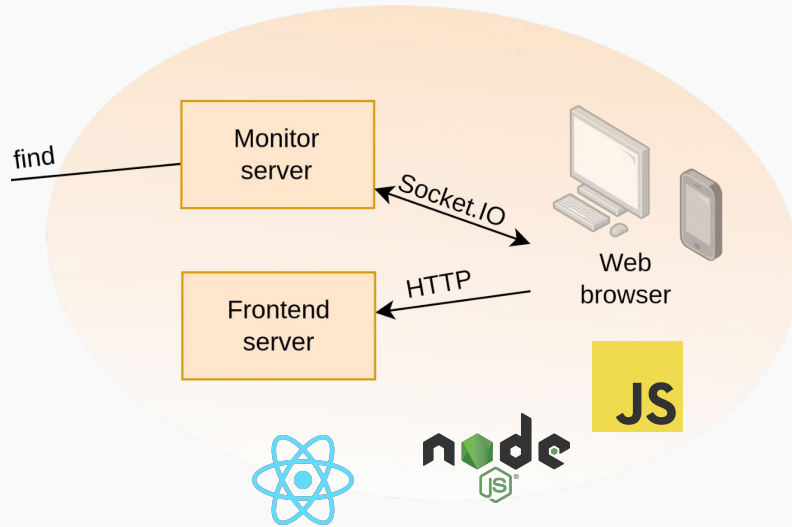 find
Monitor
server
Socket.IO
Web
browser
HTTP
Frontend
server
JS
node
JS